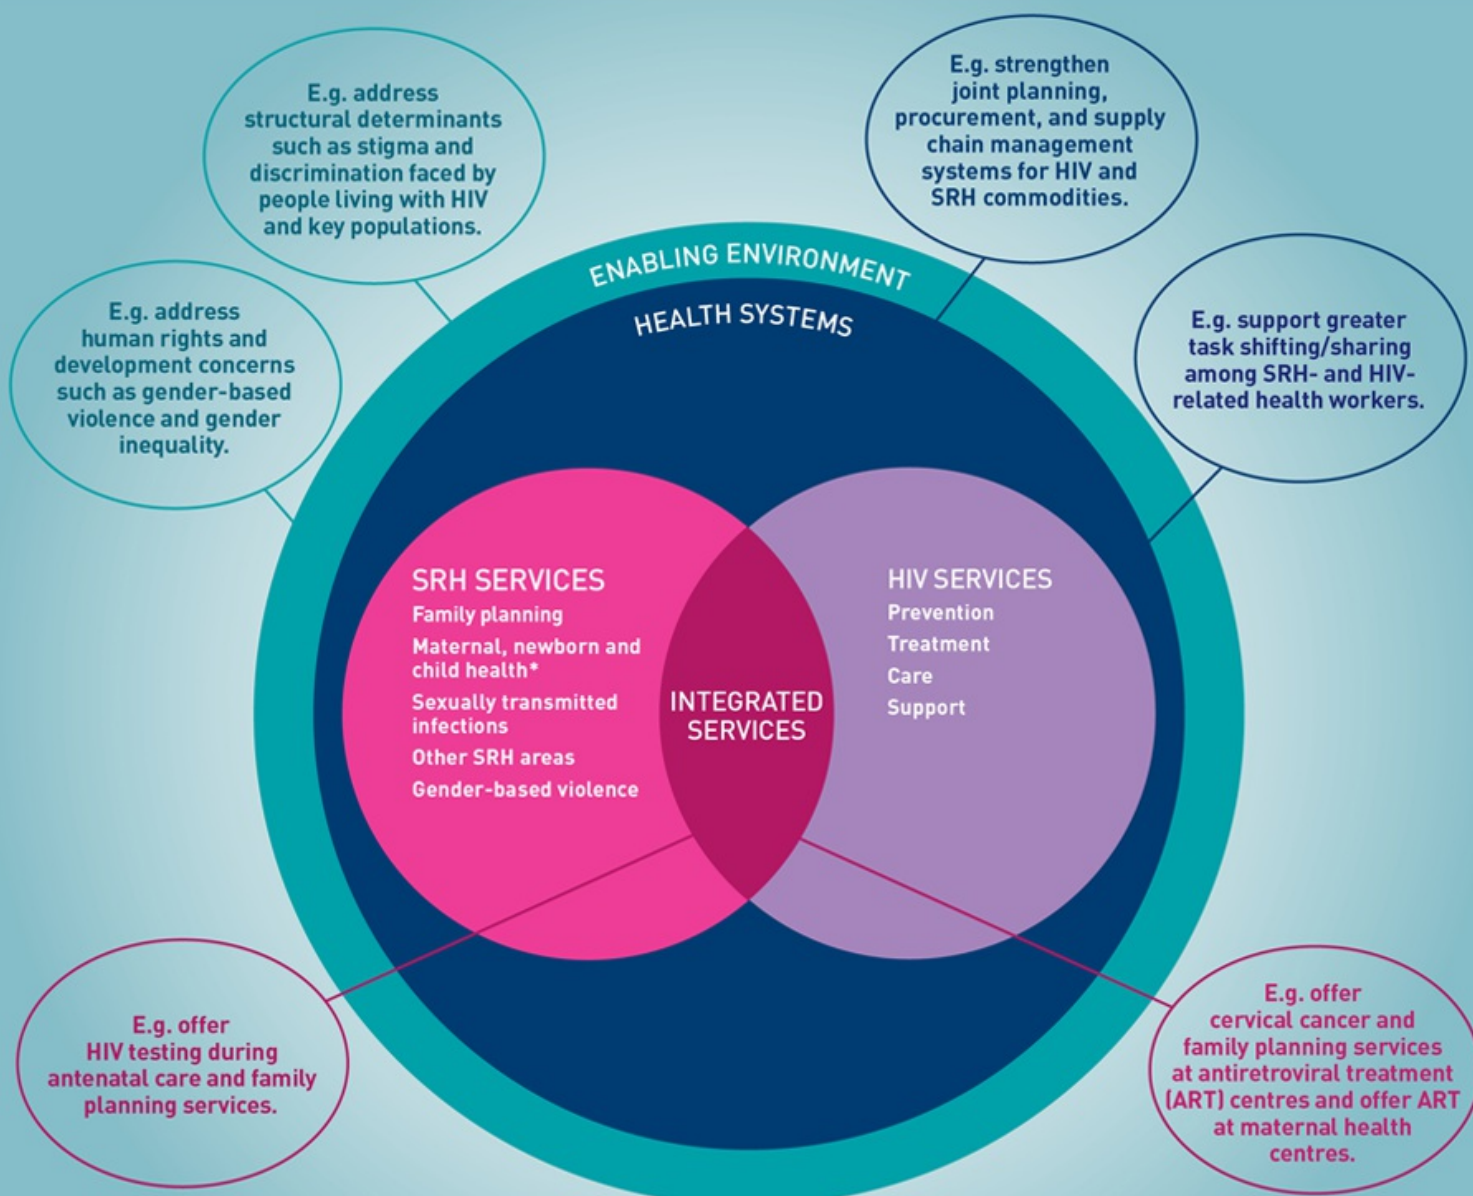 E.g. address
structural determinants
such as stigma and
discrimination faced by
people living with HIV
and key populations.
E.g. strengthen
joint planning,
procurement, and supply
chain management
systems for HIV and
SRH commodities.
E.g. address
human rights and
development concerns
such as gender-based
violence and gender
inequality.
E.g. support greater
task shifting/sharing
among SRH- and HIV-
related health workers.
ENABLING ENVIRONMENT
HEALTH SYSTEMS
SRH SERVICES
Family planning
Maternal, newborn and
child health*
Sexually transmitted
infections
Other SRH areas
Gender-based violence
INTEGRATED
SERVICES
HIV SERVICES
Prevention
Treatment
Care
Support
E.g. offer
HIV testing during
antenatal care and family
planning services.
E.g. offer
cervical cancer and
family planning services
at antiretroviral treatment
(ART) centres and offer ART
at maternal health
centres.